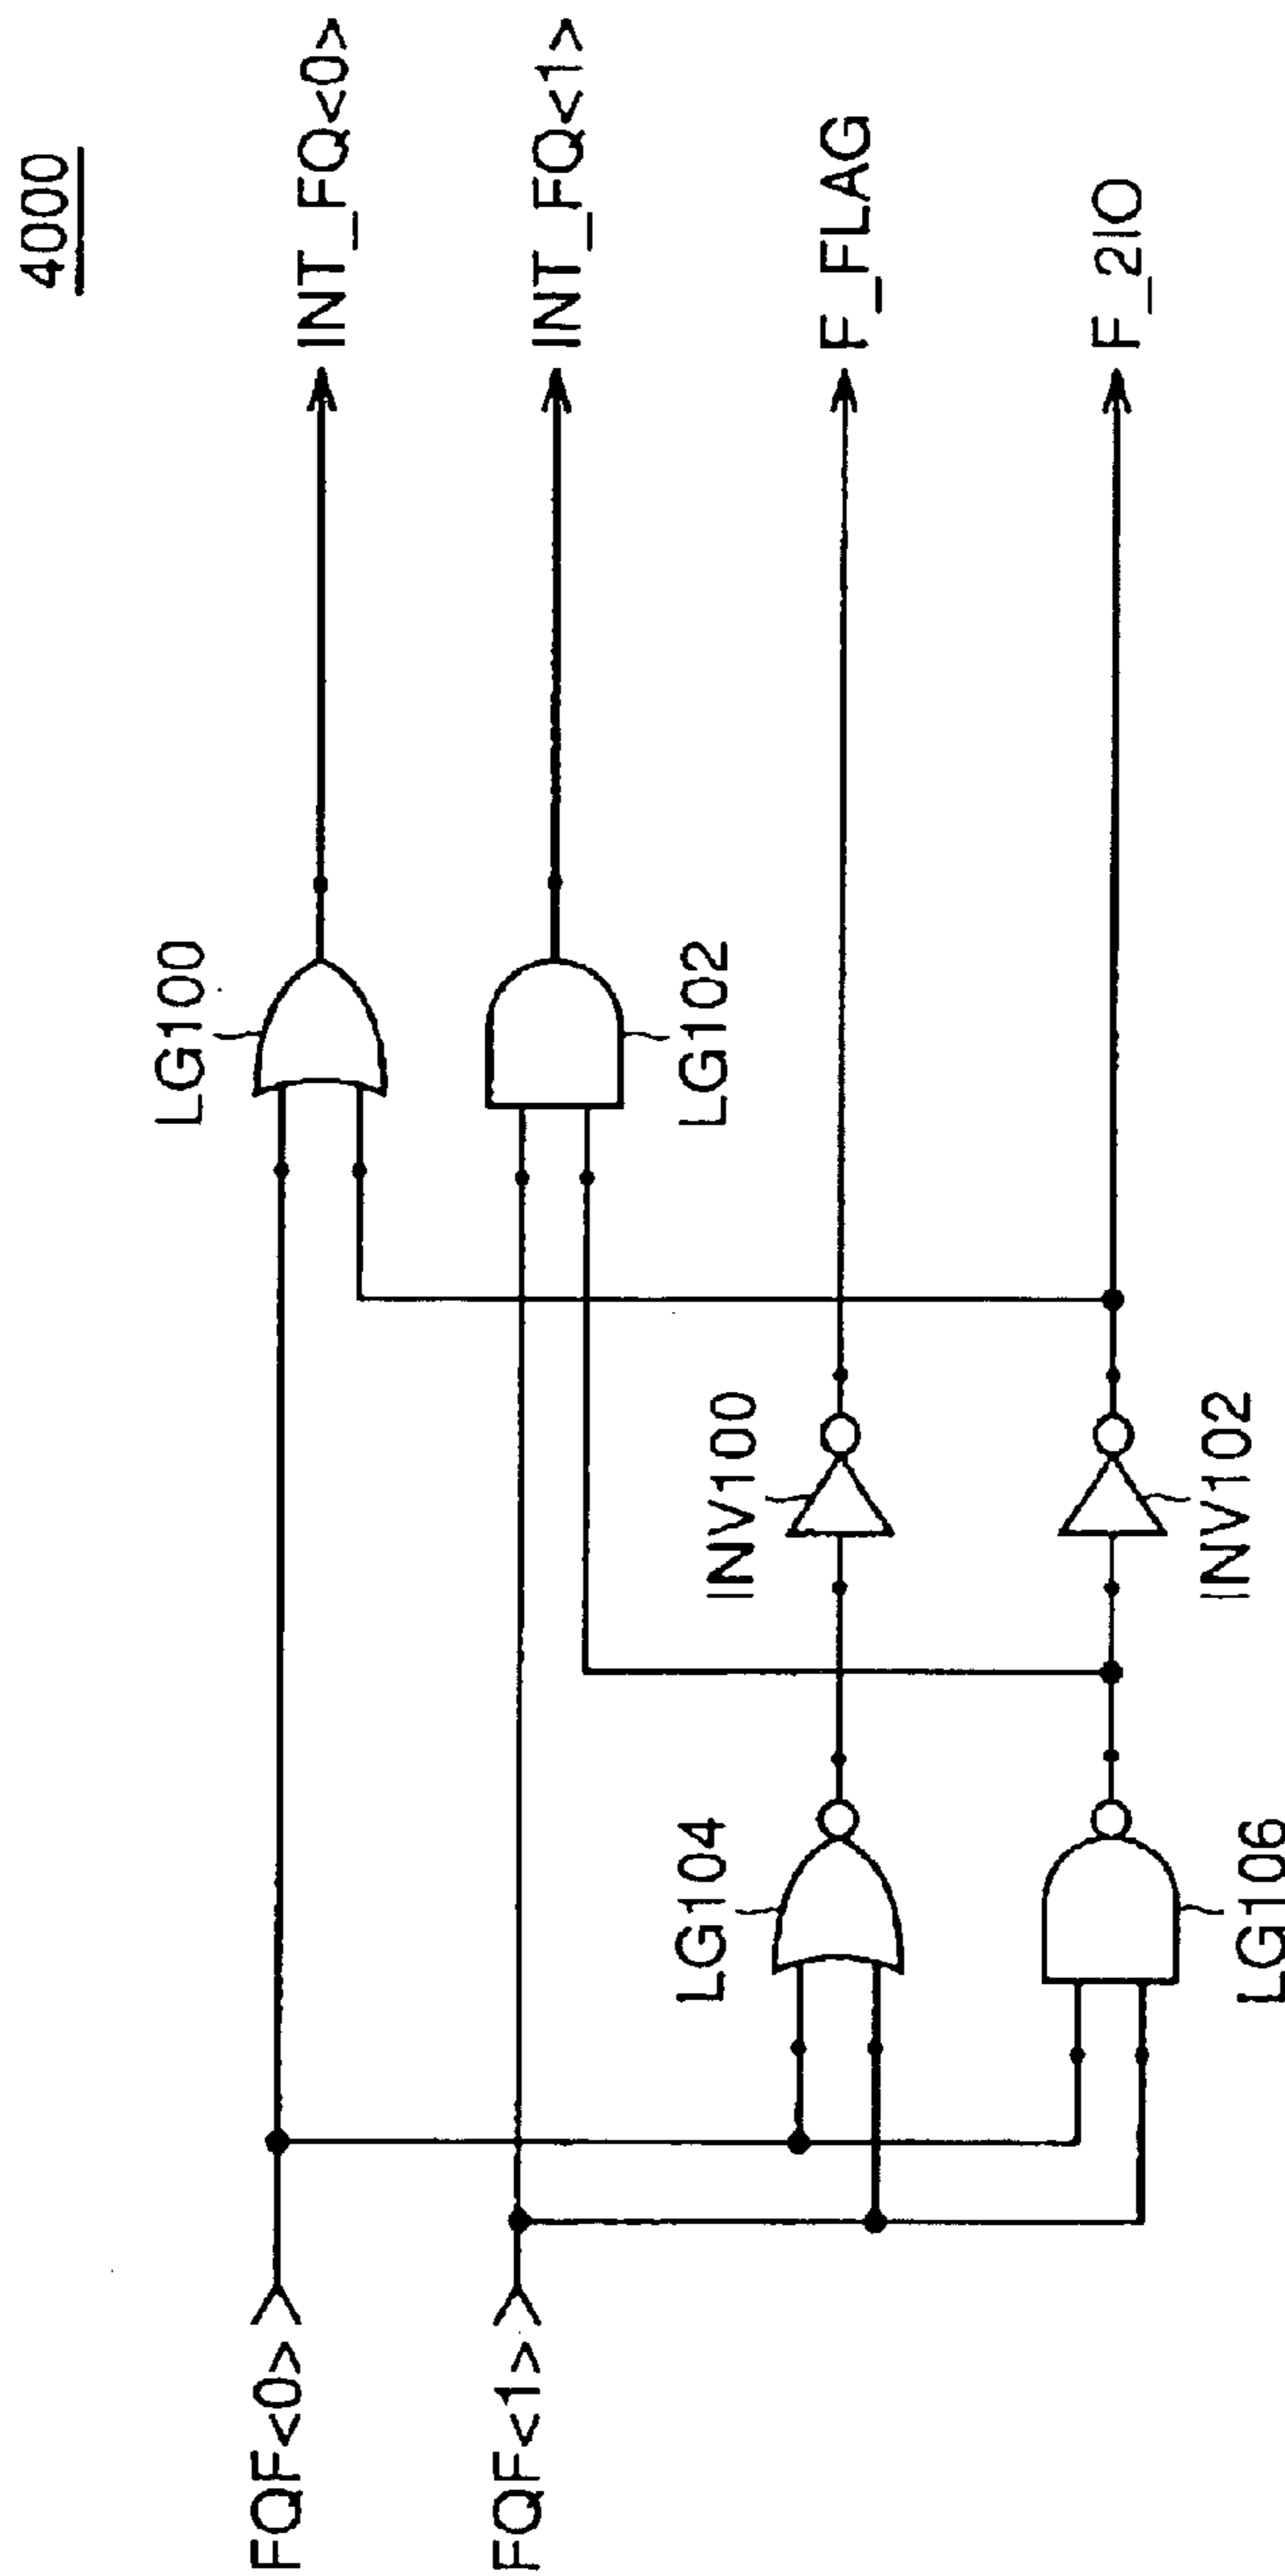 4000
FQF<0>
INT_FQ<0>
LG100
FQF<1>
INT_FQ<1>
LG102
LG104
INV100
F_FLAG
LG106
INV102
F_2IO